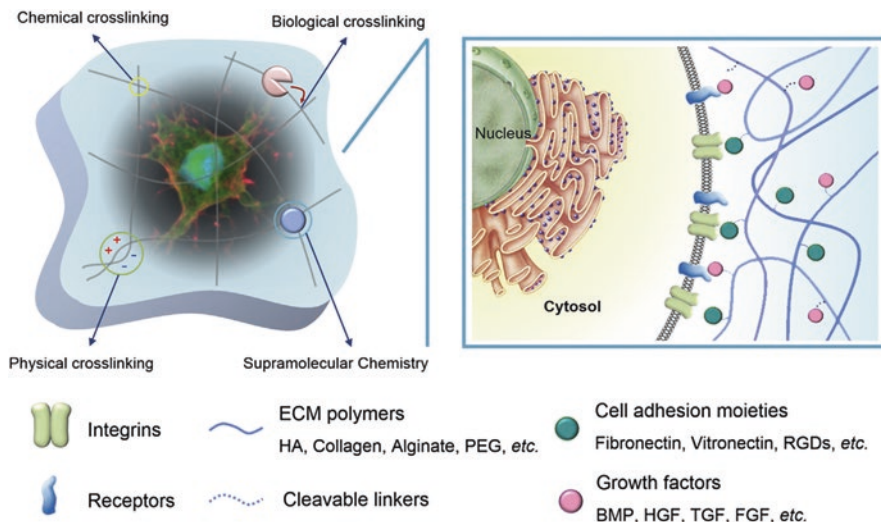 Chemical crosslinking
Biological crosslinking
+ +
+
- -
-
Physical crosslinking
Supramolecular Chemistry
Nucleus
Cytosol
Integrins
ECM polymers
HA, Collagen, Alginate, PEG, etc.
Cell adhesion moieties
Fibronectin, Vitronectin, RGDs, etc.
Receptors
Cleavable linkers
Growth factors
BMP, HGF, TGF, FGF, etc.